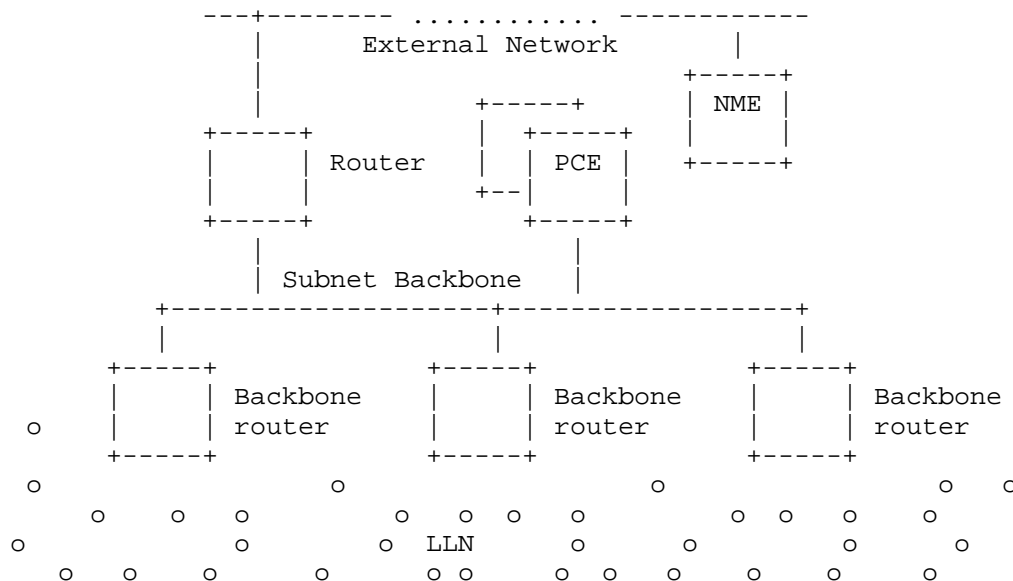 External Network
NME
Router
PCE
Subnet Backbone
Backbone Backbone Backbone
router router router
LLN